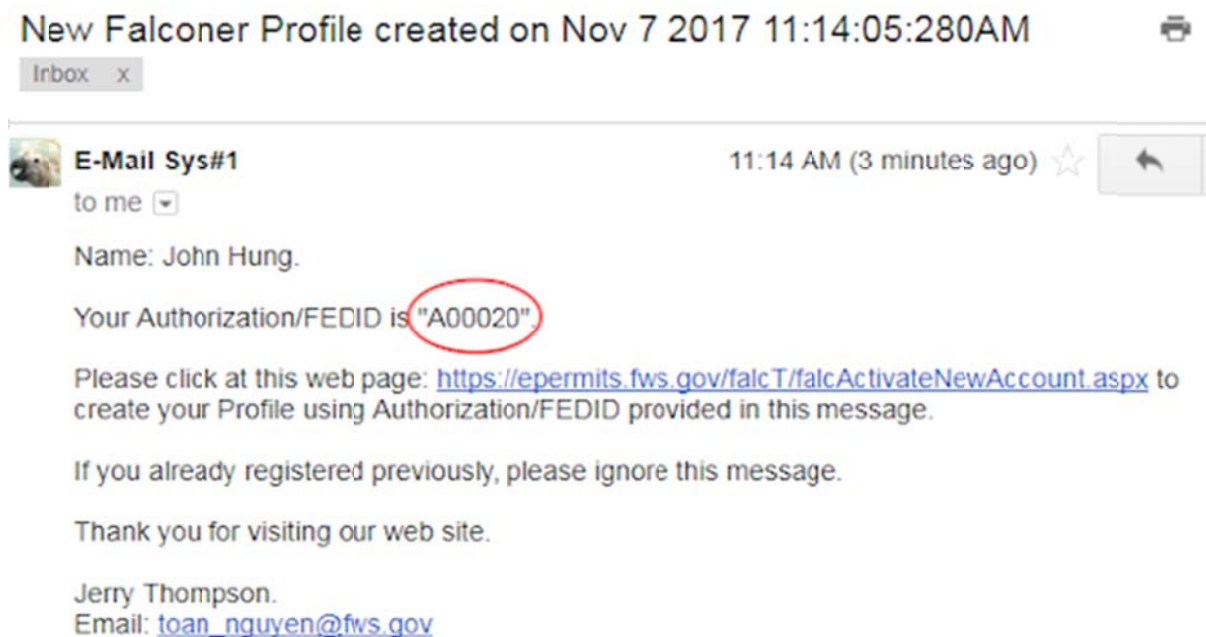 New Falconer Profile created on Nov 7 2017 11:14:05:280AM
Inbox x
E-Mail Sys#1 11:14 AM (3 minutes ago)
to me
Name: John Hung.
Your Authorization/FEDID is "A00020".
Please click at this web page: https://epermits.fws.gov/falcT/falcActivateNewAccount.aspx to
create your Profile using Authorization/FEDID provided in this message.
If you already registered previously, please ignore this message.
Thank you for visiting our web site.
Jerry Thompson.
Email: toan_nguyen@fws.gov